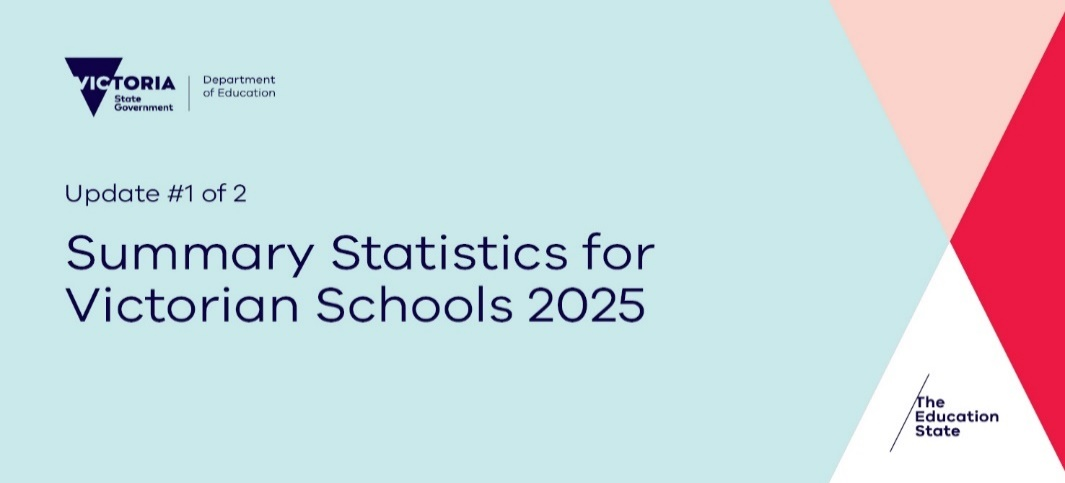 VICTORIA
State
Government
Department
of Education
Update #1 of 2
Summary Statistics for
Victorian Schools 2025
The
Education
State